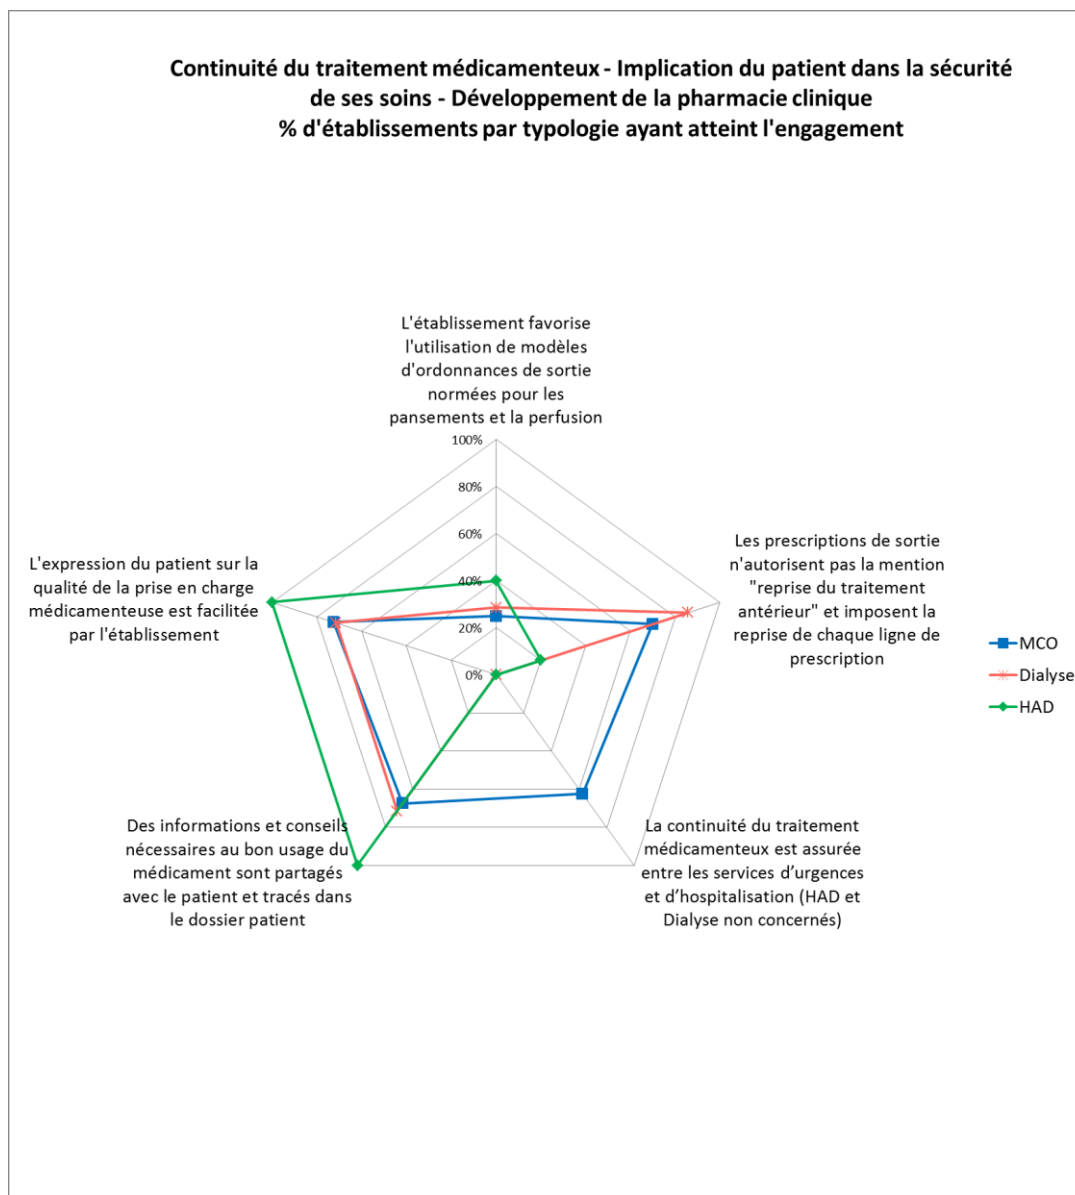 Continuité du traitement médicamenteux - Implication du patient dans la sécurité
de ses soins - Développement de la pharmacie clinique
% d'établissements par typologie ayant atteint l'engagement
L'établissement favorise
l'utilisation de modèles
d'ordonnances de sortie
normées pour les
pansements et la perfusion
100%
80%
60%
40%
20%
0%
Les prescriptions de sortie
n'autorisent pas la mention
"reprise du traitement
antérieur" et imposent la
reprise de chaque ligne de
prescription
La continuité du traitement
médicamenteux est assurée
entre les services d’urgences
et d’hospitalisation (HAD et
Dialyse non concernés)
Des informations et conseils
nécessaires au bon usage du
médicament sont partagés
avec le patient et tracés dans
le dossier patient
L'expression du patient sur la
qualité de la prise en charge
médicamenteuse est facilitée
par l'établissement
MCO
Dialyse
HAD